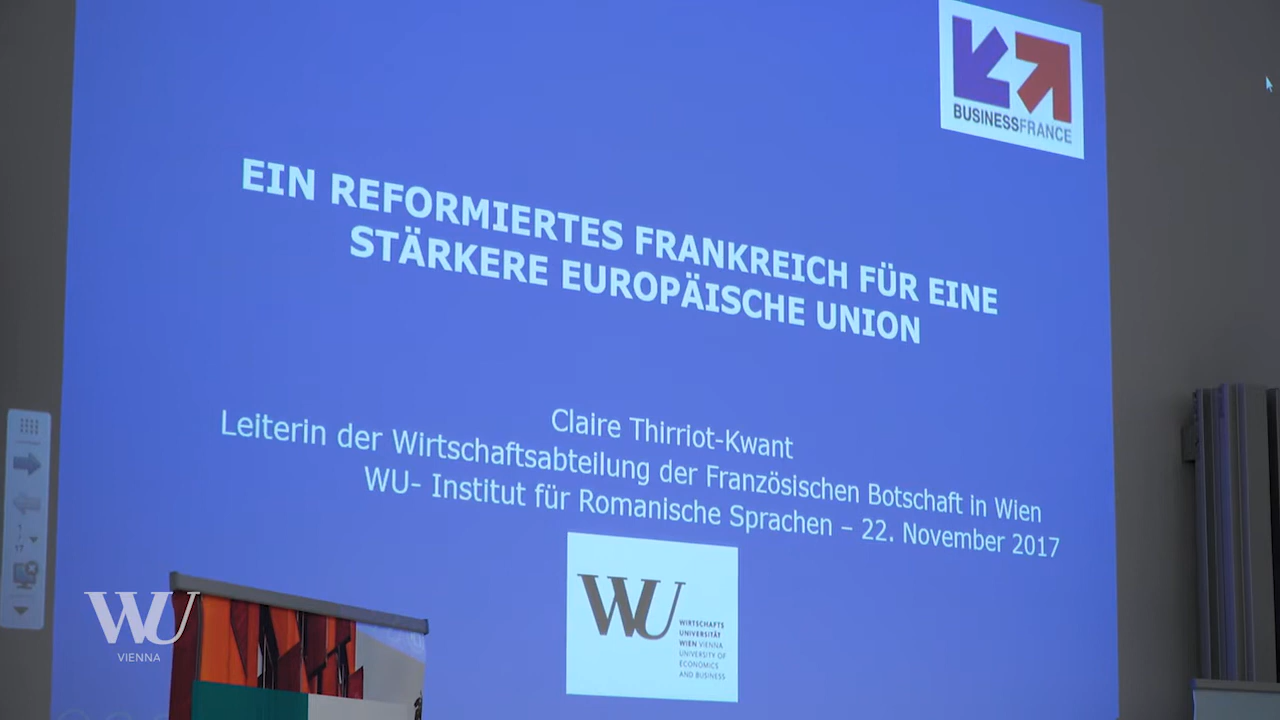 BUSINESSFRANCE
EIN REFORMIERTES FRANKREICH FÜR EINE
STÄRKERE EUROPÄISCHE UNION
Claire Thirriot-Kwant
Leiterin der Wirtschaftsabteilung der Französischen Botschaft in Wien
WU- Institut für Romanische Sprachen – 22. November 2017
WU
WIRTSCHAFTS
UNIVERSITÄT
WIEN VIENNA
UNIVERSITY OF
ECONOMICS
AND BUSINESS
WU
VIENNA